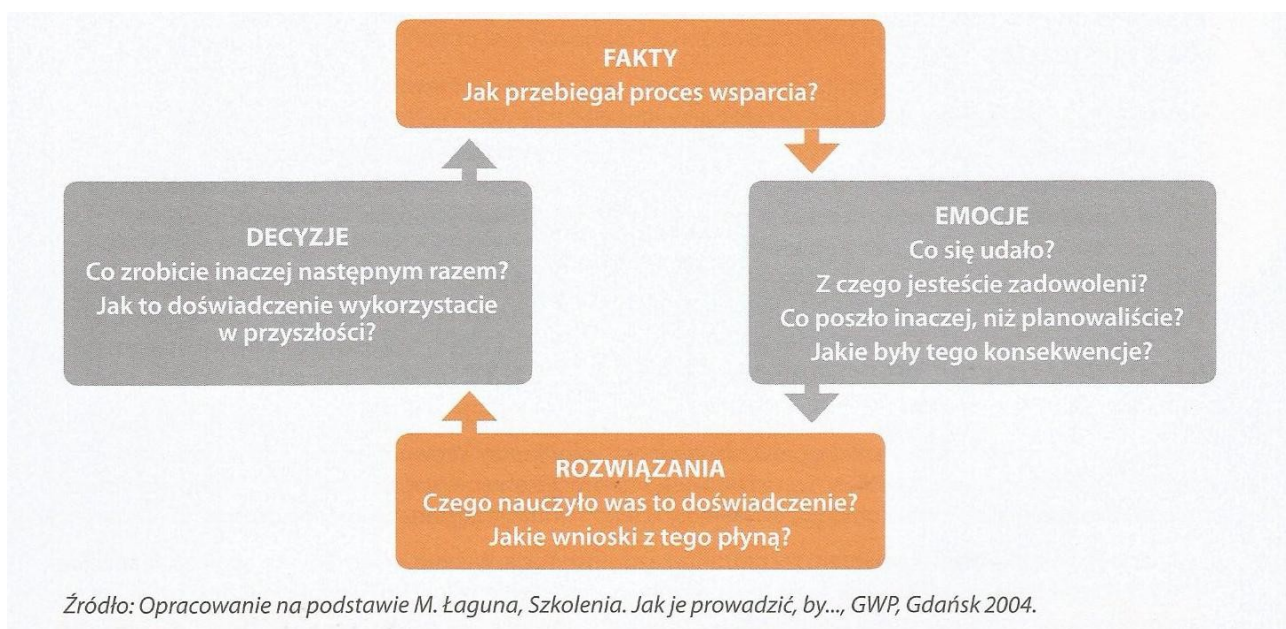 FAKTY
Jak przebiegał proces wsparcia?
EMOCJE
Co się udało?
Z czego jesteście zadowoleni?
Co poszło inaczej, niż planowaliście?
Jakie były tego konsekwencje?
ROZWIĄZANIA
Czego nauczyło was to doświadczenie?
Jakie wnioski z tego płyną?
DECYZJE
Co zrobicie inaczej następnym razem?
Jak to doświadczenie wykorzystacie
w przyszłości?
Źródło: Opracowanie na podstawie M. Łaguna, Szkolenia. Jak je prowadzić, by..., GWP, Gdańsk 2004.